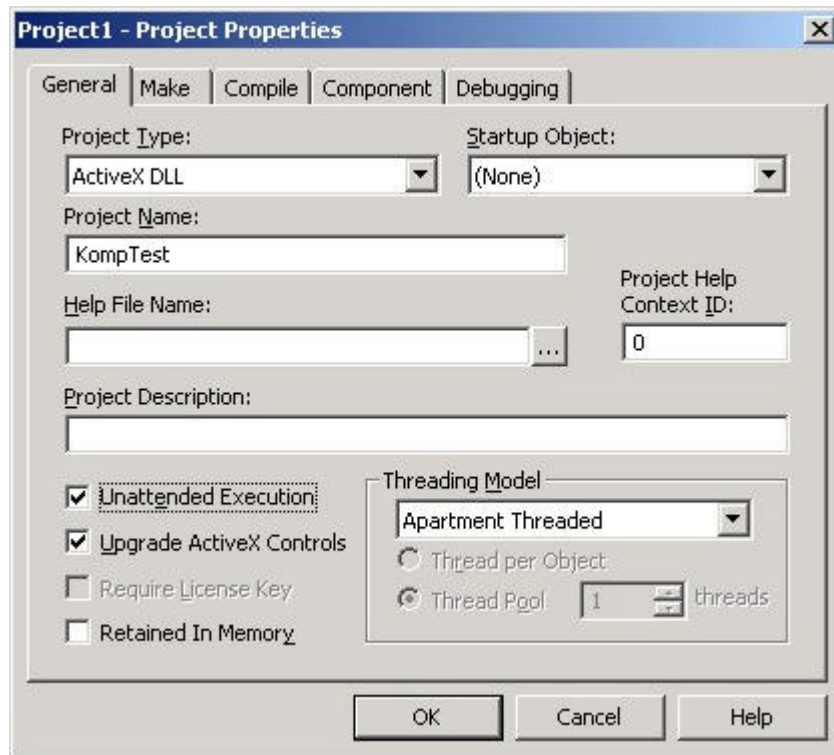 Project1 - Project Properties
General Make Compile Component Debugging
Project Type:
Startup Object:
ActiveX DLL
(None)
Project Name:
KompTest
Project Help
Context ID:
Help File Name:
0
...
Project Description:
Unattended Execution
Upgrade ActiveX Controls
Require License Key
Retained In Memory
Threading Model
Apartment Threaded
Thread per Object
Thread Pool 1 threads
OK Cancel Help